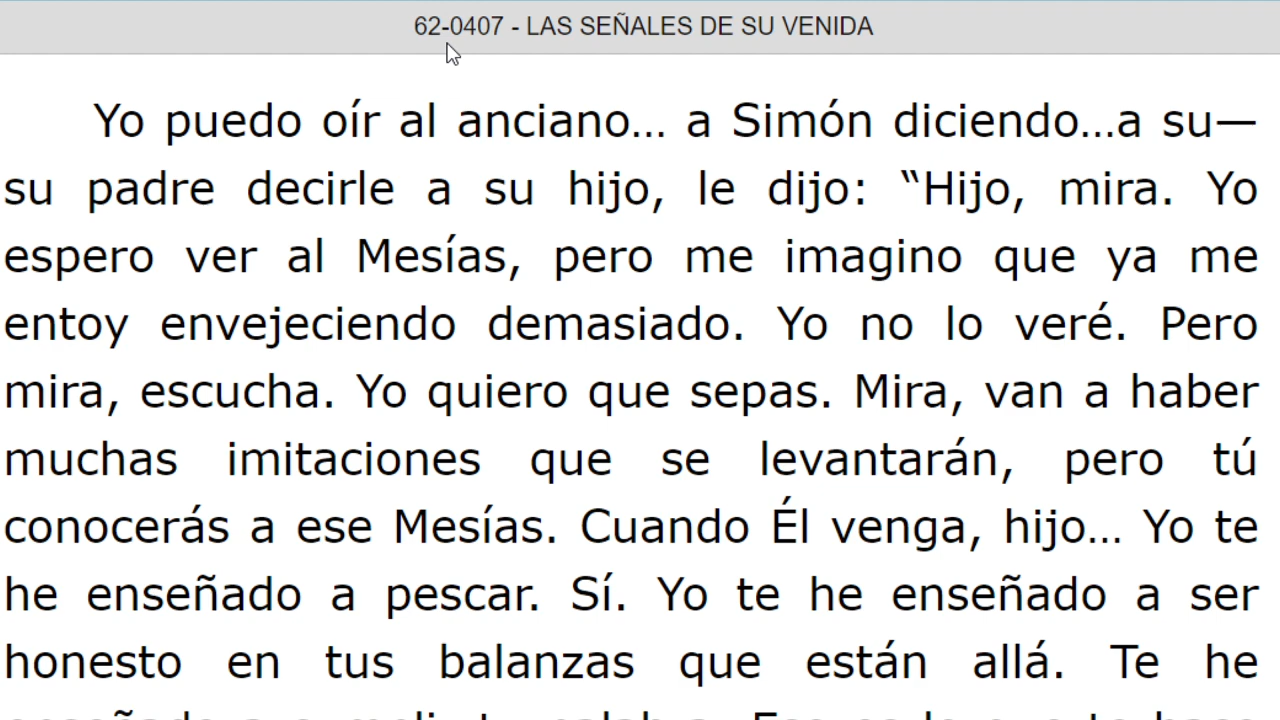 62-0407 - LAS SEÑALES DE SU VENIDA
Yo puedo oír al anciano… a Simón diciendo…a su—
su padre decirle a su hijo, le dijo: “Hijo, mira. Yo
espero ver al Mesías, pero me imagino que ya me
entoy envejeciendo demasiado. Yo no lo veré. Pero
mira, escucha. Yo quiero que sepas. Mira, van a haber
muchas imitaciones que se levantarán, pero tú
conocerás a ese Mesías. Cuando Él venga, hijo… Yo te
he enseñado a pescar. Sí. Yo te he enseñado a ser
honesto en tus balanzas que están allá. Te he